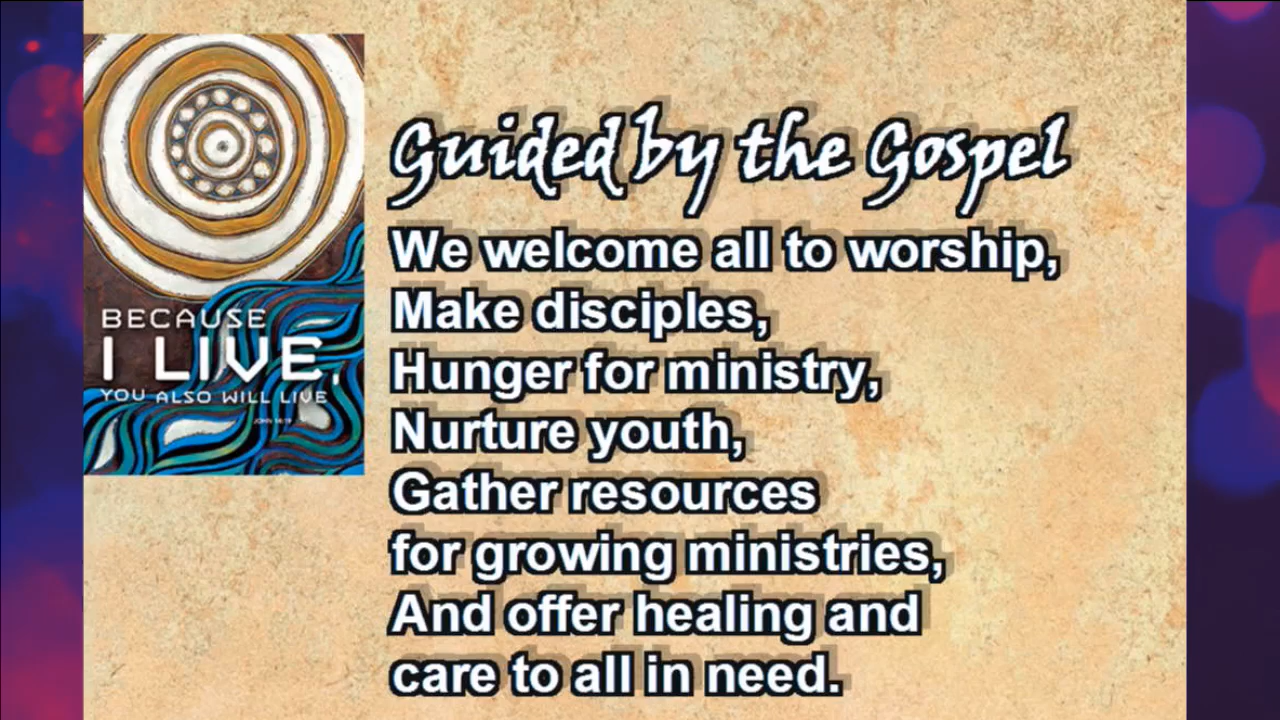 BECAUSE
I LIVE,
YOU ALSO WILL LIVE
Guided by the Gospel
We welcome all to worship,
Make disciples,
Hunger for ministry,
Nurture youth,
Gather resources
for growing ministries,
And offer healing and
care to all in need.